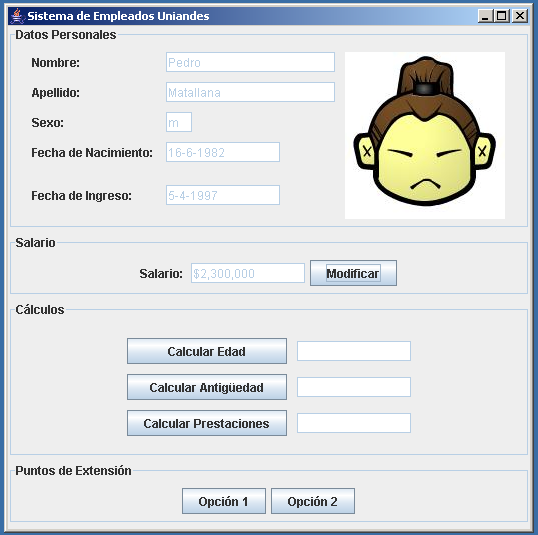 Sistema de Empleados Uniandes
Datos Personales
Nombre: Pedro
Apellido: Matallana
Sexo: m
Fecha de Nacimiento: 16-6-1982
Fecha de Ingreso: 5-4-1997
Salario
Salario: $2,300,000 Modificar
Cálculos
Calcular Edad
Calcular Antigüedad
Calcular Prestaciones
Puntos de Extensión
Opción 1 Opción 2